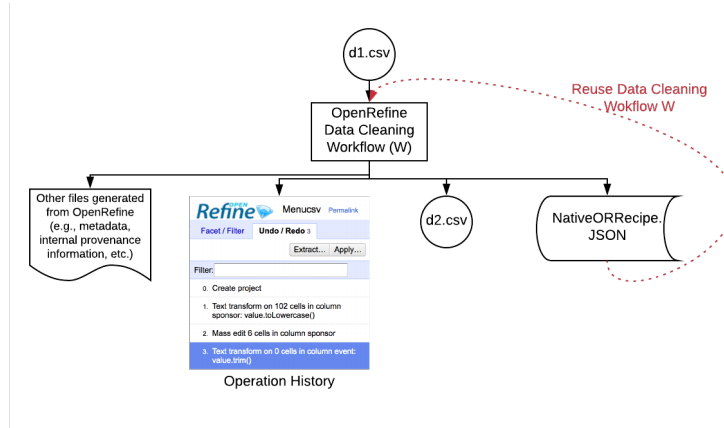 d1.csv
Reuse Data Cleaning
Wokflow W
OpenRefine
Data Cleaning
Workflow (W)
Other files generated
from OpenRefine
(e.g., metadata,
internal provenance
information, etc.)
OPEN
Refine
Menucsv Permalink
Facet / Filter Undo / Redo 3
Extract... Apply...
Filter:
0. Create project
1. Text transform on 102 cells in column
sponsor: value.toLowercase()
2. Mass edit 6 cells in column sponsor
3. Text transform on 0 cells in column event:
value.trim()
Operation History
d2.csv
NativeORRecipe.
JSON